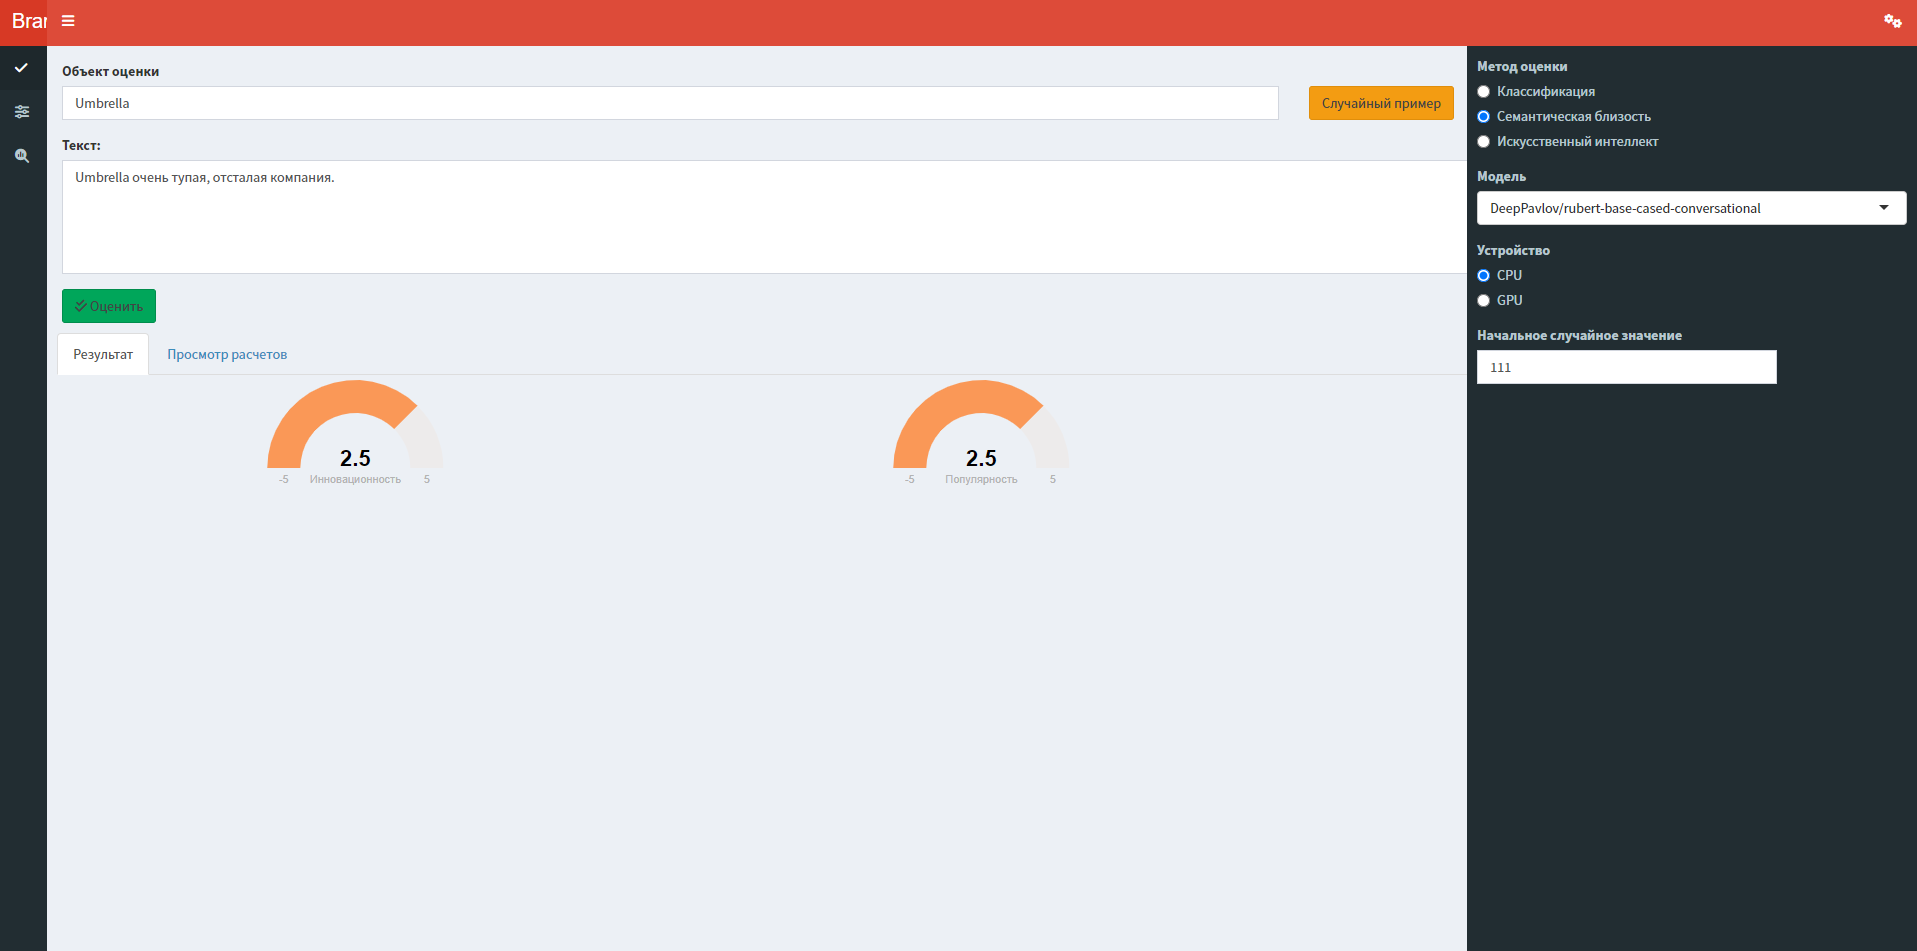 Bran
Объект оценки
Umbrella
Случайный пример
Текст:
Umbrella очень тупая, отсталая компания.
Оценить
Результат
Просмотр расчетов
2.5
-5
Инновационность
5
2.5
-5
Популярность
5
Метод оценки
Классификация
Семантическая близость
Искусственный интеллект
Модель
DeepPavlov/rubert-base-cased-conversational
Устройство
CPU
GPU
Начальное случайное значение
111